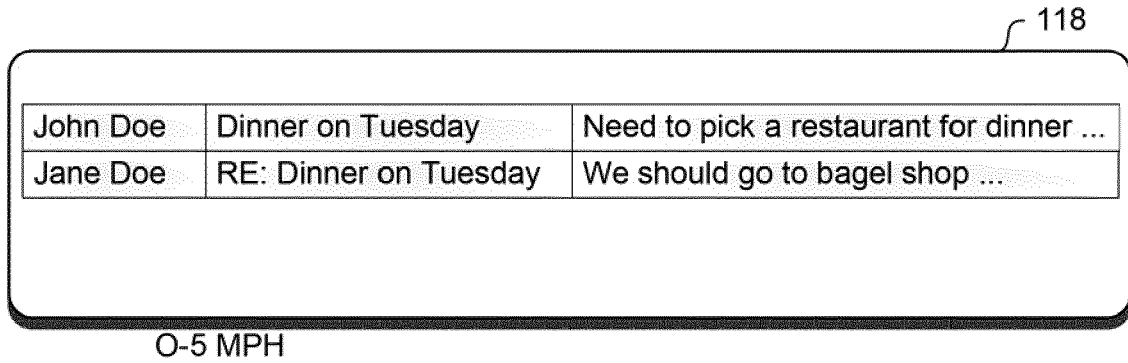 118
John Doe Dinner on Tuesday Need to pick a restaurant for dinner ...
Jane Doe RE: Dinner on Tuesday We should go to bagel shop ...
O-5 MPH